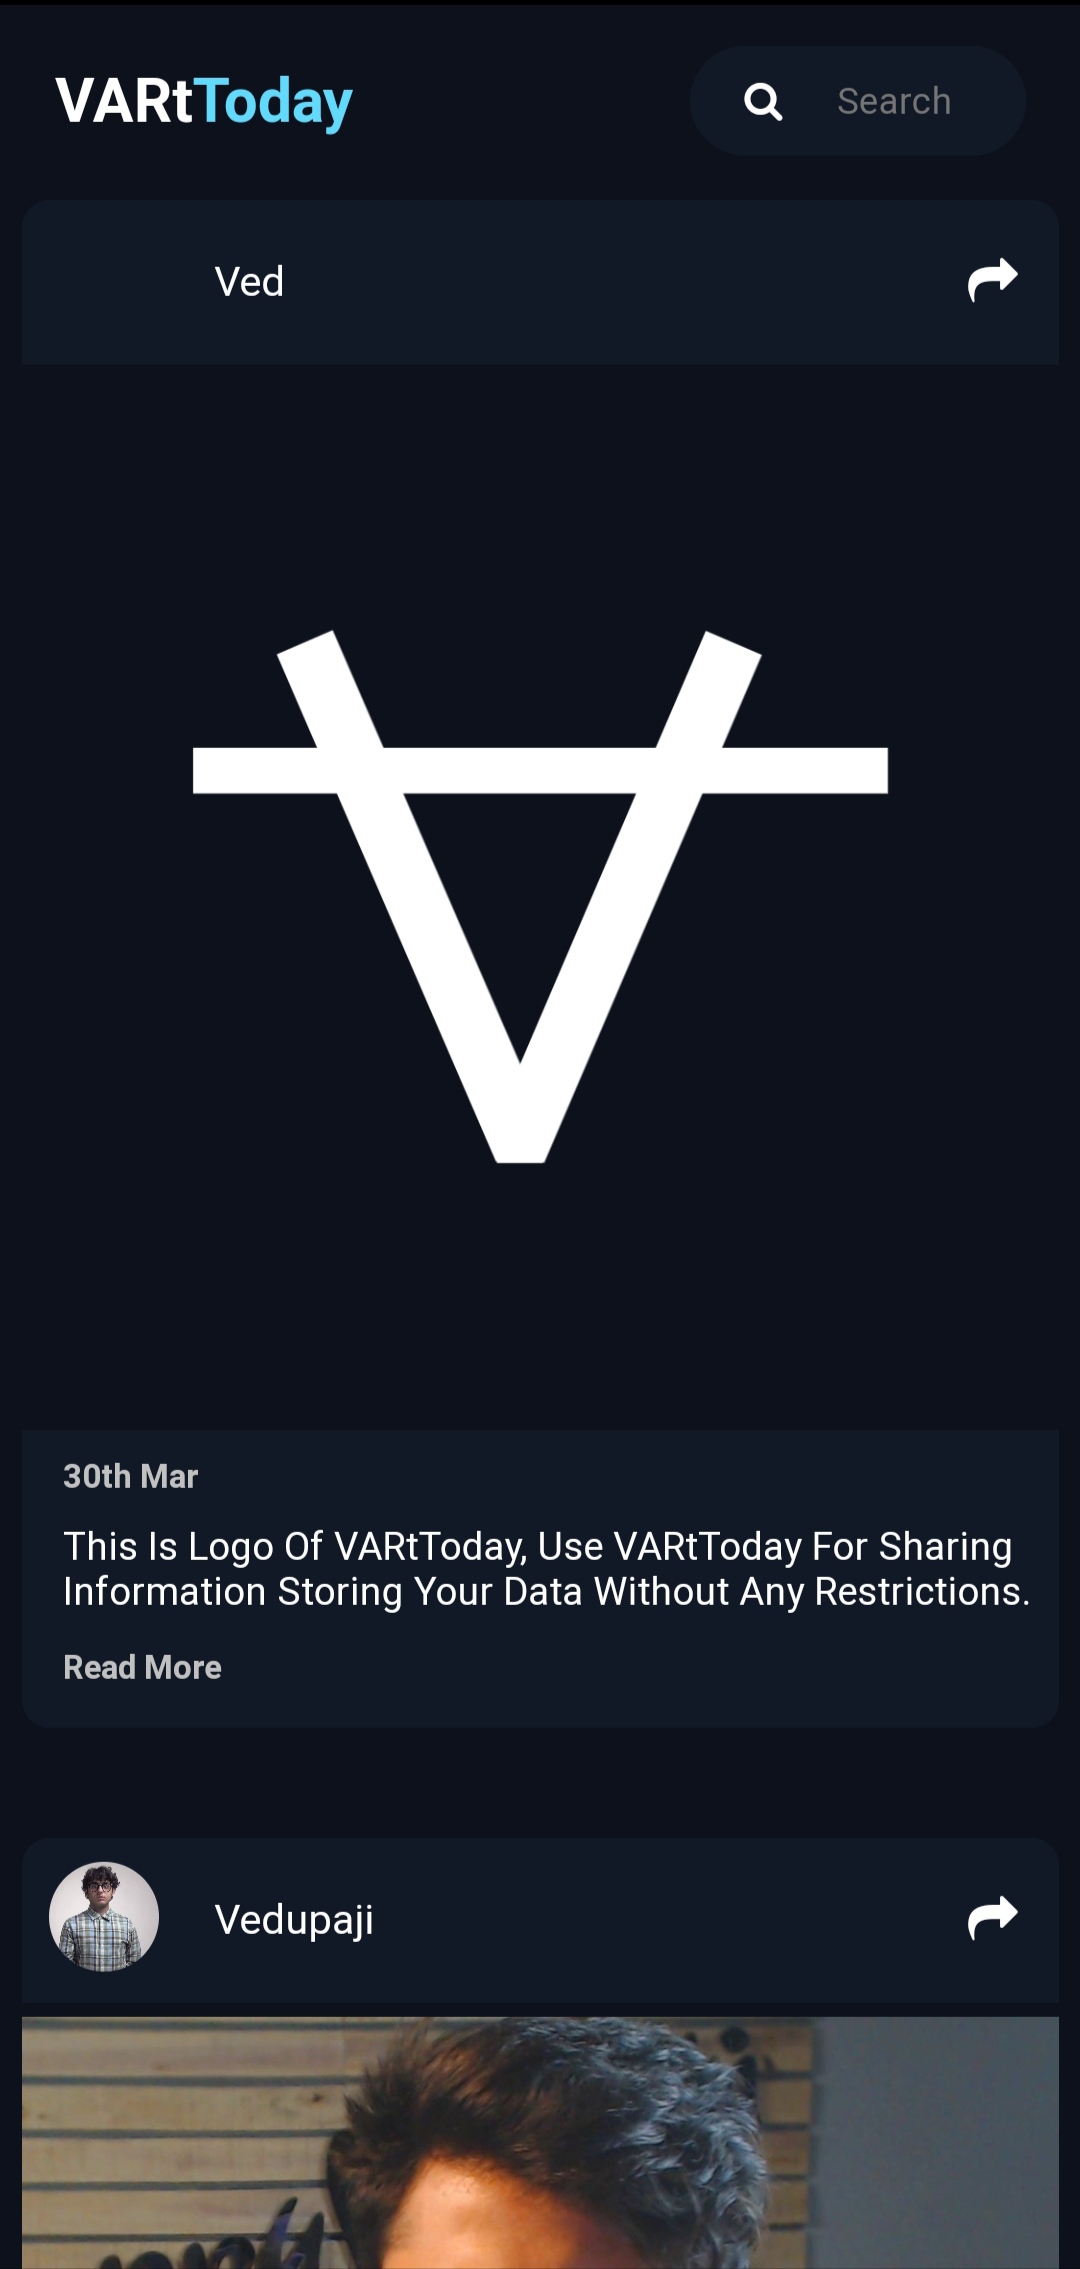 VARtToday
Search
Ved
30th Mar
This Is Logo Of VARtToday, Use VARtToday For Sharing
Information Storing Your Data Without Any Restrictions.
Read More
Vedupaji